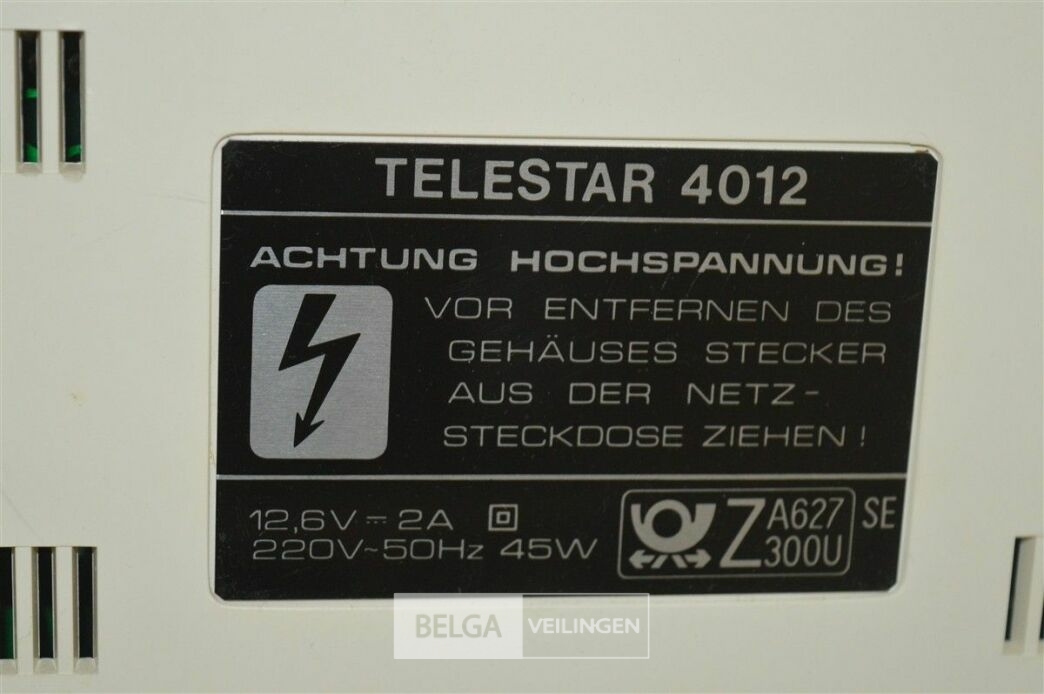 TELESTAR 4012
ACHTUNG HOCHSPANNUNG!
VOR ENTFERNEN DES
GEHÄUSES STECKER
AUS DER NETZ-
STECKDOSE ZIEHEN!
12,6V ⎓ 2A
220V~50Hz 45W
Z A627 SE
300U
BELGA VEILINGEN